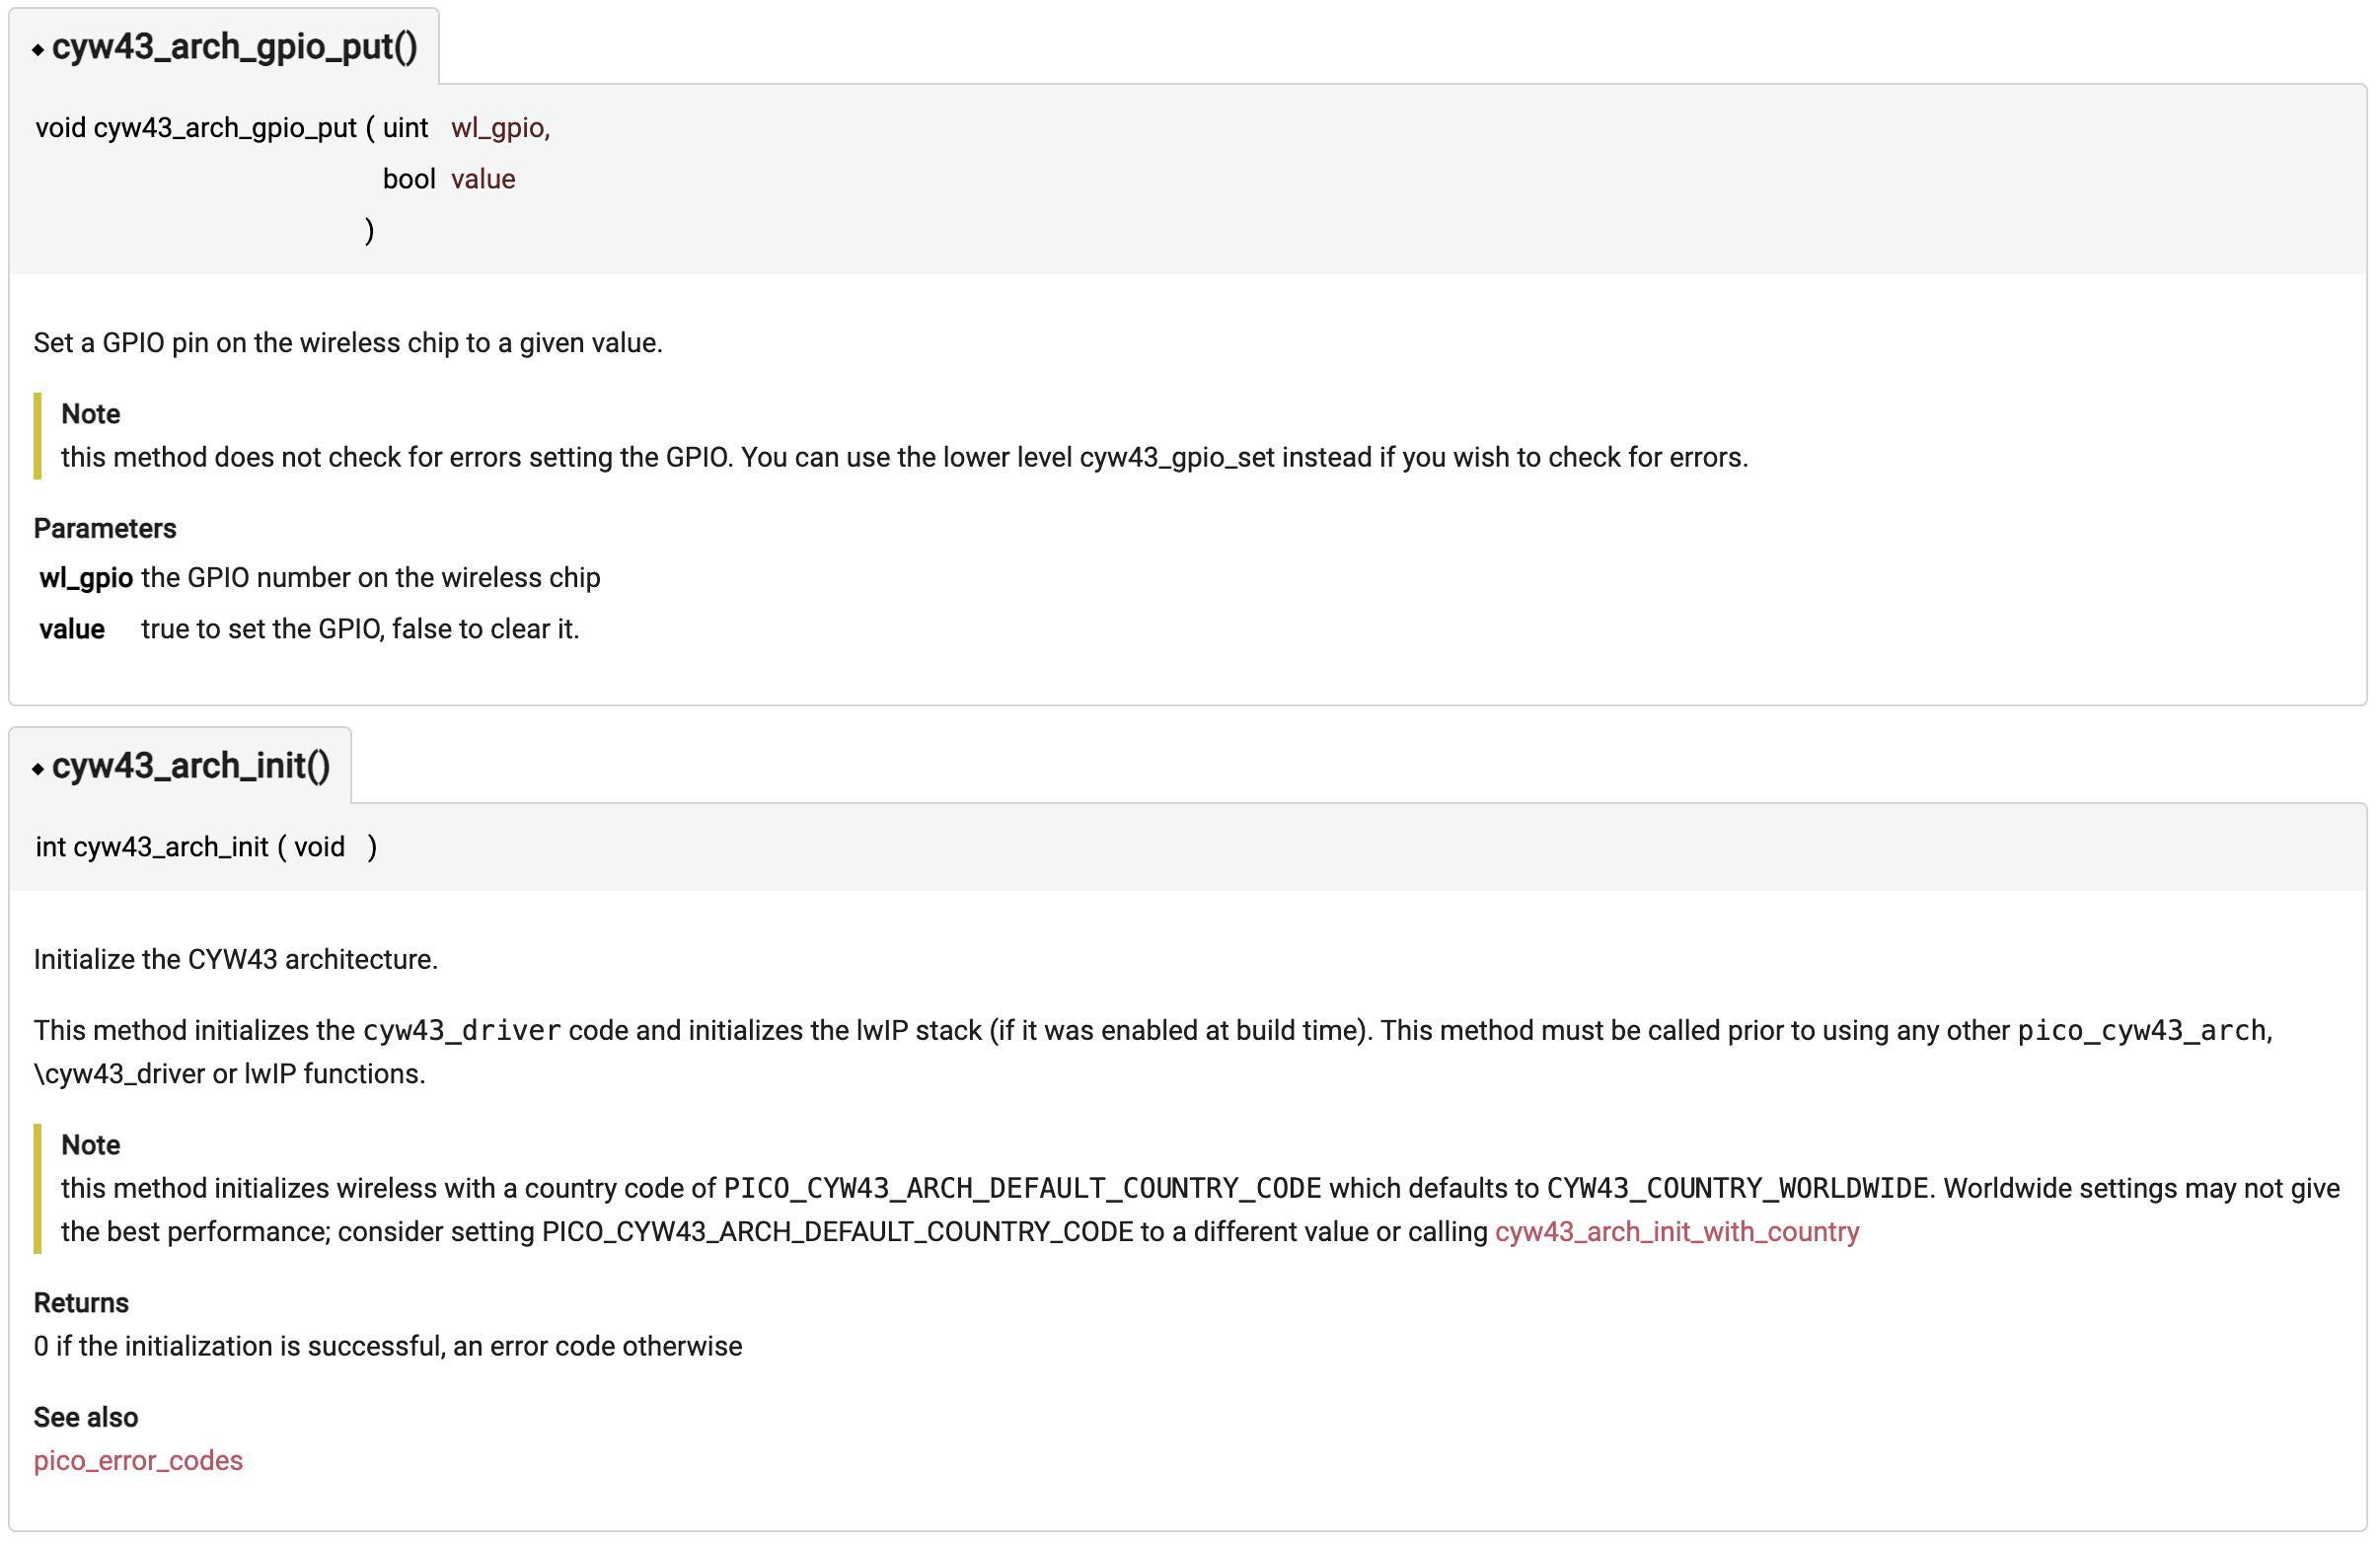 ◆ cyw43_arch_gpio_put()
void cyw43_arch_gpio_put ( uint wl_gpio,
bool value
)
Set a GPIO pin on the wireless chip to a given value.
Note
this method does not check for errors setting the GPIO. You can use the lower level cyw43_gpio_set instead if you wish to check for errors.
Parameters
wl_gpio the GPIO number on the wireless chip
value true to set the GPIO, false to clear it.
◆ cyw43_arch_init()
int cyw43_arch_init ( void )
Initialize the CYW43 architecture.
This method initializes the cyw43_driver code and initializes the lwIP stack (if it was enabled at build time). This method must be called prior to using any other pico_cyw43_arch,
\cyw43_driver or lwIP functions.
Note
this method initializes wireless with a country code of PICO_CYW43_ARCH_DEFAULT_COUNTRY_CODE which defaults to CYW43_COUNTRY_WORLDWIDE. Worldwide settings may not give
the best performance; consider setting PICO_CYW43_ARCH_DEFAULT_COUNTRY_CODE to a different value or calling cyw43_arch_init_with_country
Returns
0 if the initialization is successful, an error code otherwise
See also
pico_error_codes